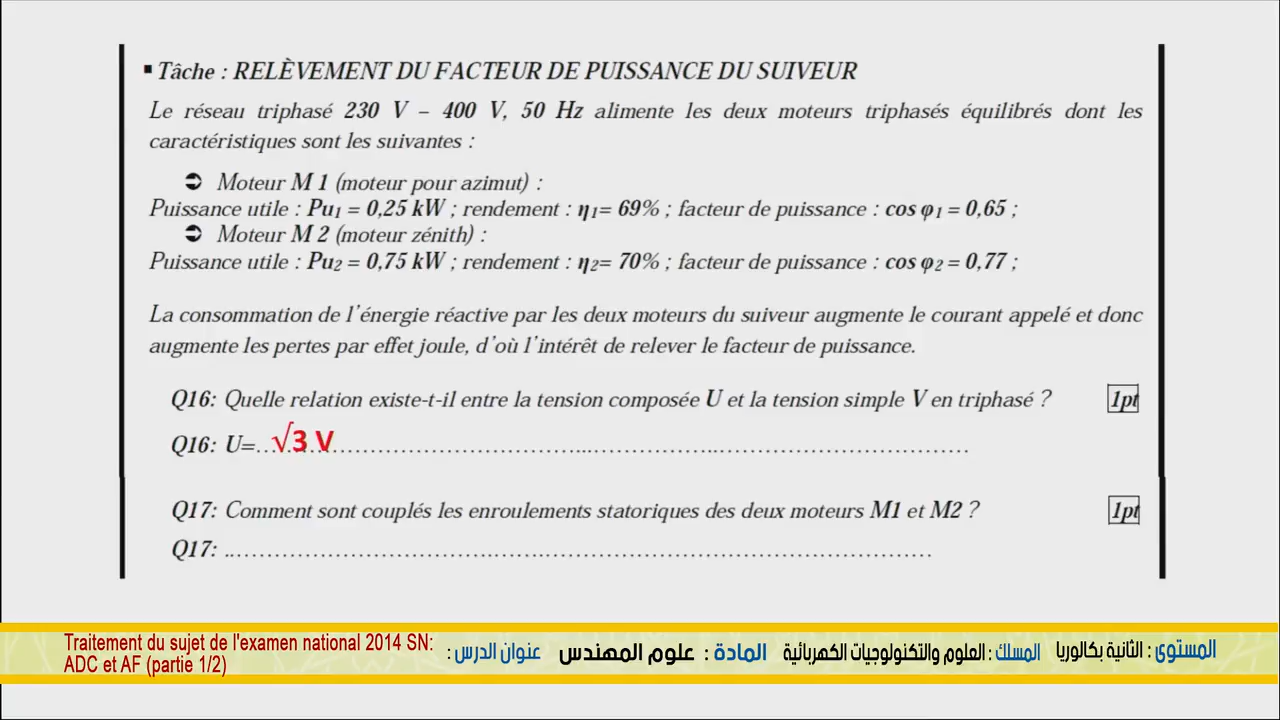 ▪ Tâche : RELÈVEMENT DU FACTEUR DE PUISSANCE DU SUIVEUR
Le réseau triphasé 230 V – 400 V, 50 Hz alimente les deux moteurs triphasés équilibrés dont les
caractéristiques sont les suivantes :
➲ Moteur M 1 (moteur pour azimut) :
Puissance utile : Pu₁ = 0,25 kW ; rendement : η₁= 69% ; facteur de puissance : cos φ₁ = 0,65 ;
➲ Moteur M 2 (moteur zénith) :
Puissance utile : Pu₂ = 0,75 kW ; rendement : η₂= 70% ; facteur de puissance : cos φ₂ = 0,77 ;
La consommation de l'énergie réactive par les deux moteurs du suiveur augmente le courant appelé et donc
augmente les pertes par effet joule, d'où l'intérêt de relever le facteur de puissance.
Q16: Quelle relation existe-t-il entre la tension composée U et la tension simple V en triphasé ? 1pt
Q16: U=...√3 V..............................................................................
Q17: Comment sont couplés les enroulements statoriques des deux moteurs M1 et M2 ? 1pt
Q17: ..............................................................................
المستوى : الثانية بكالوريا المسلك : العلوم والتكنولوجيات الكهربائية المادة : علوم المهندس عنوان الدرس :
Traitement du sujet de l'examen national 2014 SN:
ADC et AF (partie 1/2)